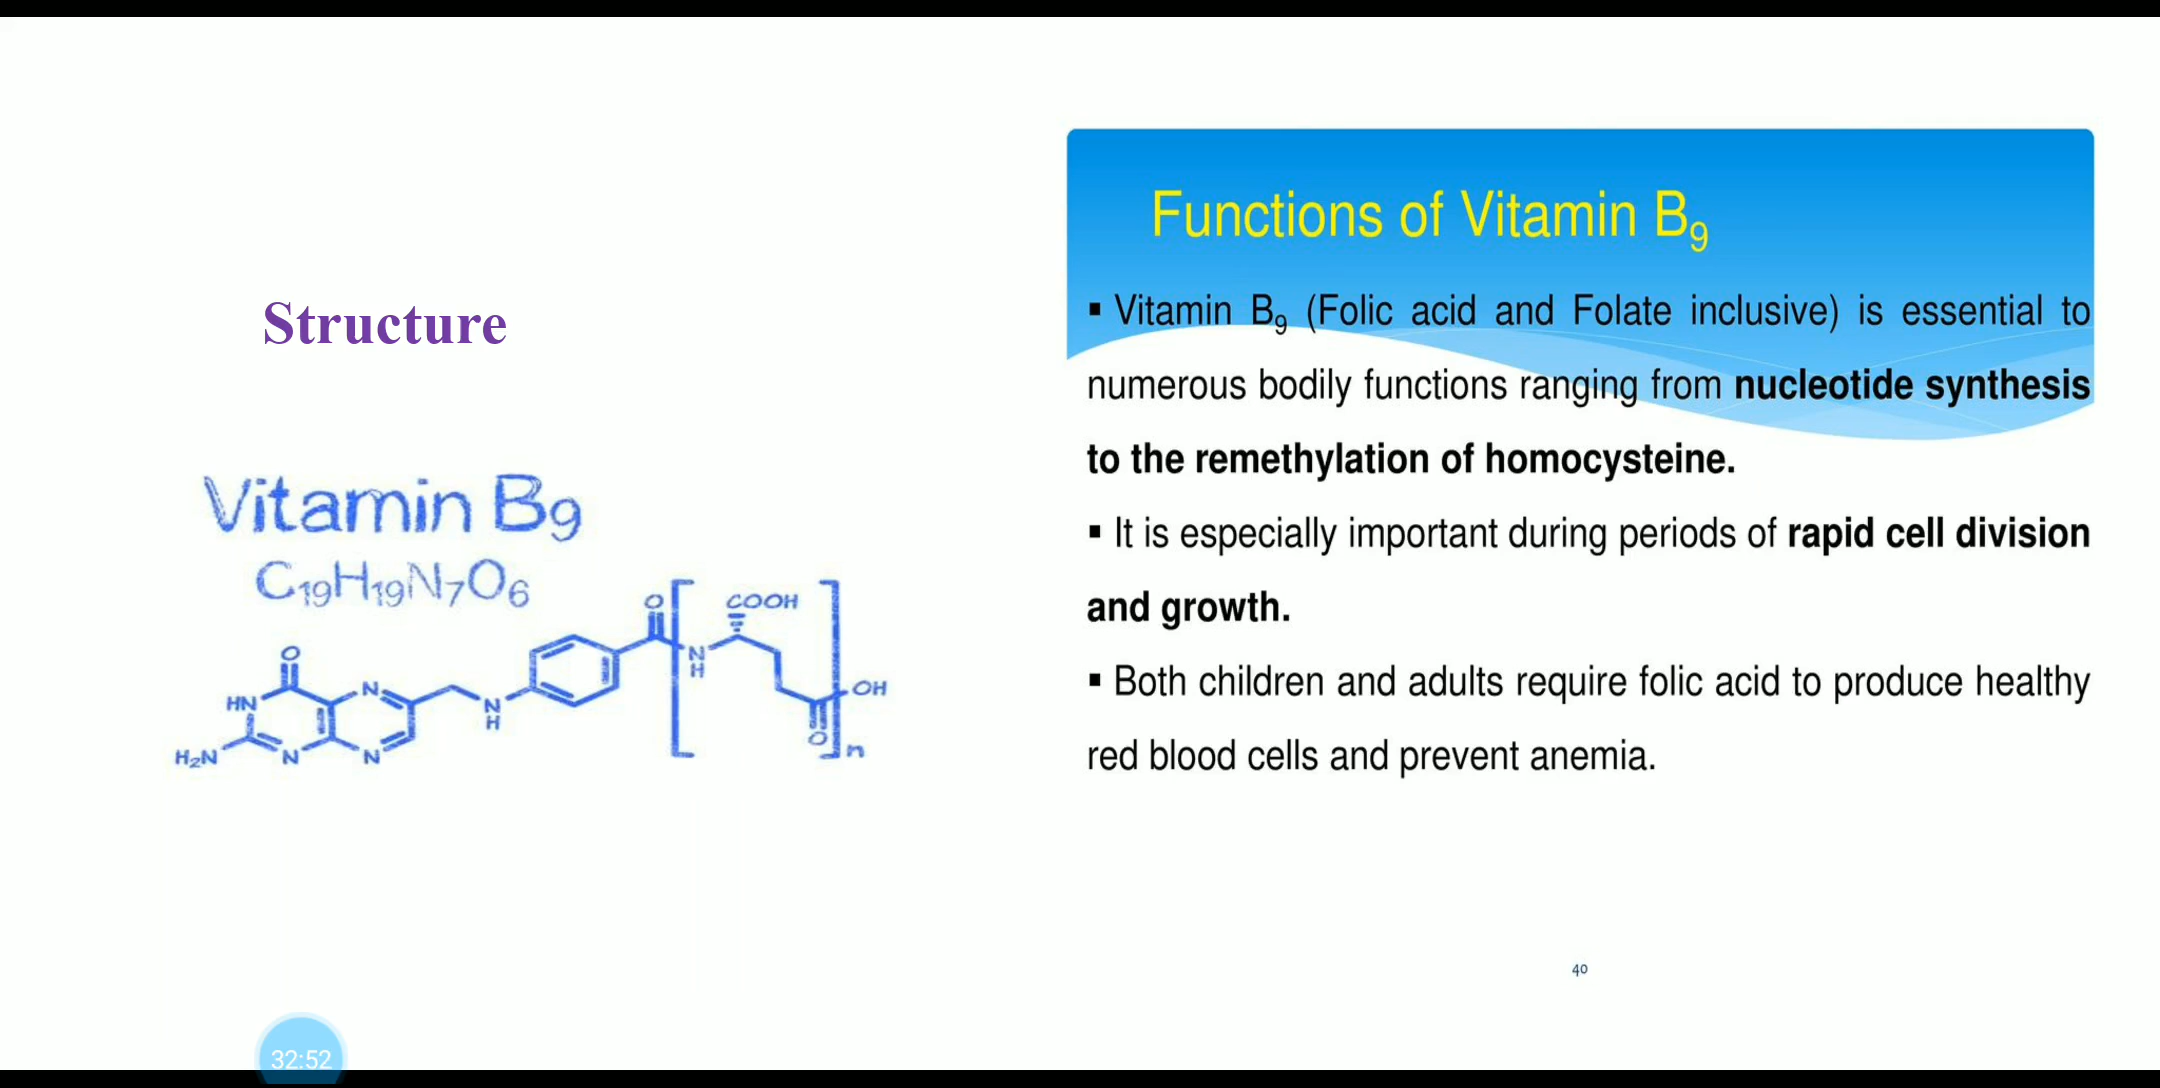 Structure
Vitamin B9
C19H19N7O6
O
COOH
O
N
H
OH
HN
N
N
H
O
n
H2N
N
N
Functions of Vitamin B9
▪ Vitamin B9 (Folic acid and Folate inclusive) is essential to
numerous bodily functions ranging from nucleotide synthesis
to the remethylation of homocysteine.
▪ It is especially important during periods of rapid cell division
and growth.
▪ Both children and adults require folic acid to produce healthy
red blood cells and prevent anemia.
40
32:52